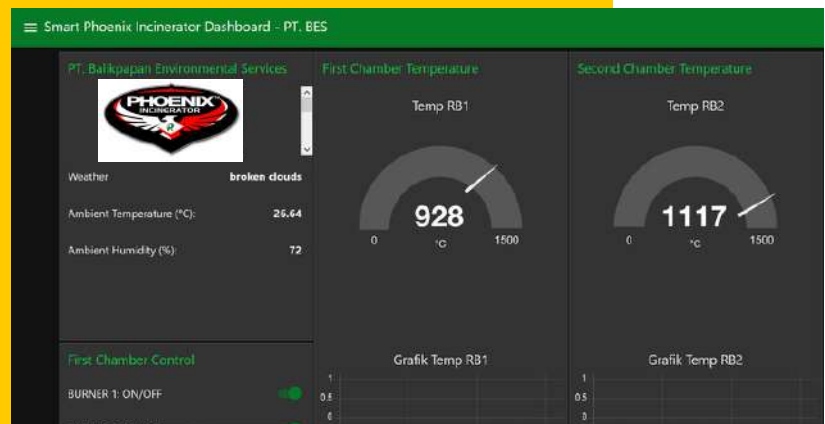 Smart Phoenix Incinerator Dashboard - PT. BES
PT. Balikpapan Environmental Services
PHOENIX
INCINERATOR
Weather broken clouds
Ambient Temperature (°C): 26.64
Ambient Humidity (%): 72
First Chamber Temperature
Temp RB1
928
0 °C 1500
Second Chamber Temperature
Temp RB2
1117
0 °C 1500
First Chamber Control
BURNER 1: ON/OFF
Grafik Temp RB1
1
0.5
0
Grafik Temp RB2
1
0.5
0